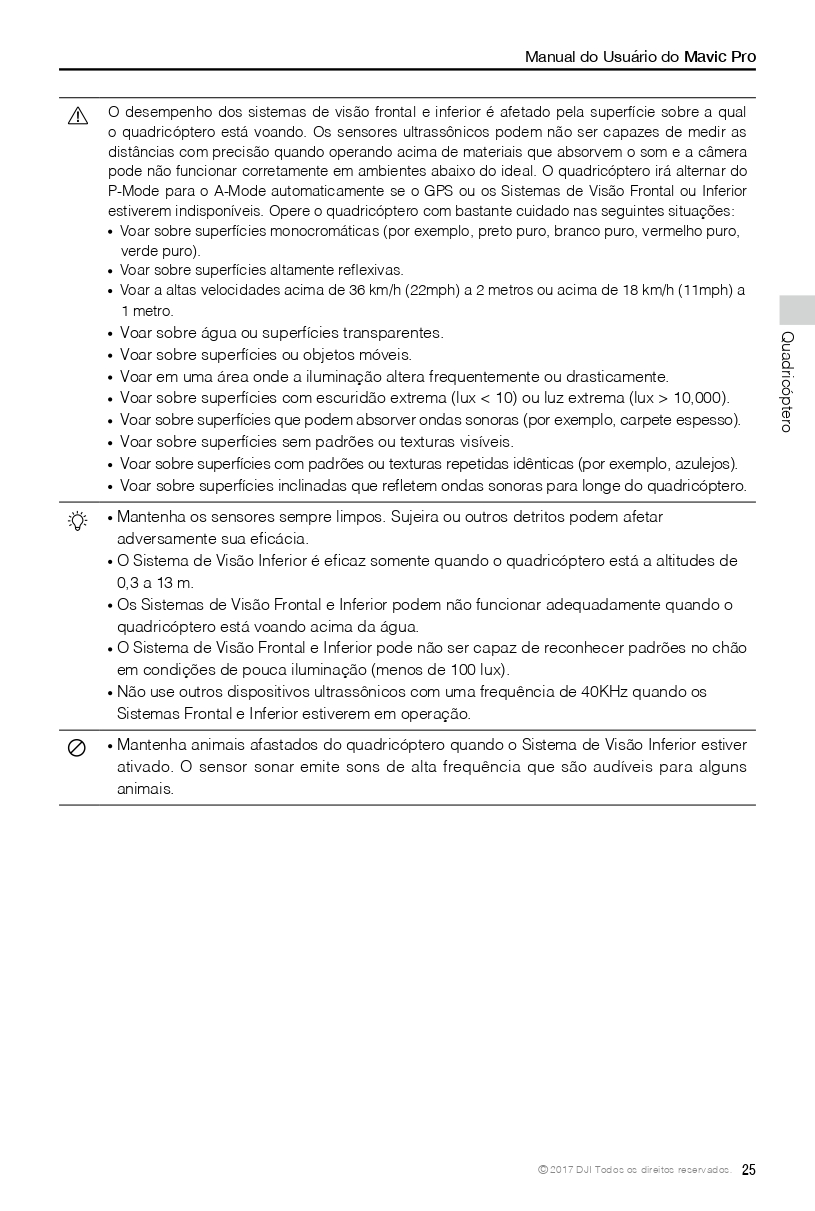 Manual do Usuário do Mavic Pro
O desempenho dos sistemas de visão frontal e inferior é afetado pela superfície sobre a qual
o quadricóptero está voando. Os sensores ultrassônicos podem não ser capazes de medir as
distâncias com precisão quando operando acima de materiais que absorvem o som e a câmera
pode não funcionar corretamente em ambientes abaixo do ideal. O quadricóptero irá alternar do
P-Mode para o A-Mode automaticamente se o GPS ou os Sistemas de Visão Frontal ou Inferior
estiverem indisponíveis. Opere o quadricóptero com bastante cuidado nas seguintes situações:
• Voar sobre superfícies monocromáticas (por exemplo, preto puro, branco puro, vermelho puro,
verde puro).
• Voar sobre superfícies altamente reflexivas.
• Voar a altas velocidades acima de 36 km/h (22mph) a 2 metros ou acima de 18 km/h (11mph) a
1 metro.
• Voar sobre água ou superfícies transparentes.
• Voar sobre superfícies ou objetos móveis.
• Voar em uma área onde a iluminação altera frequentemente ou drasticamente.
• Voar sobre superfícies com escuridão extrema (lux < 10) ou luz extrema (lux > 10,000).
• Voar sobre superfícies que podem absorver ondas sonoras (por exemplo, carpete espesso).
• Voar sobre superfícies sem padrões ou texturas visíveis.
• Voar sobre superfícies com padrões ou texturas repetidas idênticas (por exemplo, azulejos).
• Voar sobre superfícies inclinadas que refletem ondas sonoras para longe do quadricóptero.
• Mantenha os sensores sempre limpos. Sujeira ou outros detritos podem afetar
adversamente sua eficácia.
• O Sistema de Visão Inferior é eficaz somente quando o quadricóptero está a altitudes de
0,3 a 13 m.
• Os Sistemas de Visão Frontal e Inferior podem não funcionar adequadamente quando o
quadricóptero está voando acima da água.
• O Sistema de Visão Frontal e Inferior pode não ser capaz de reconhecer padrões no chão
em condições de pouca iluminação (menos de 100 lux).
• Não use outros dispositivos ultrassônicos com uma frequência de 40KHz quando os
Sistemas Frontal e Inferior estiverem em operação.
• Mantenha animais afastados do quadricóptero quando o Sistema de Visão Inferior estiver
ativado. O sensor sonar emite sons de alta frequência que são audíveis para alguns
animais.
Quadricóptero
© 2017 DJI Todos os direitos reservados. 25